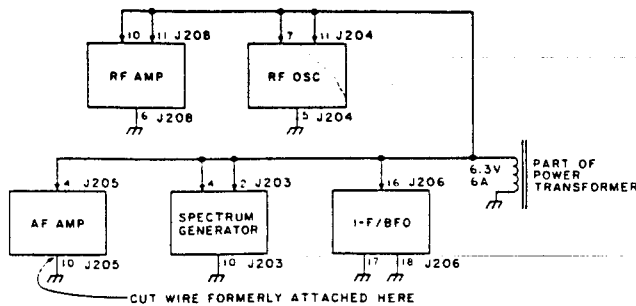 10 11 J208 7 11 J204
RF AMP RF OSC
6 J208 5 J204
6.3V
6A
PART OF
POWER
TRANSFORMER
4 J205 4 2 J203 16 J206
AF AMP SPECTRUM
GENERATOR I-F/BFO
10 J205 10 J203 17 18 J206
CUT WIRE FORMERLY ATTACHED HERE